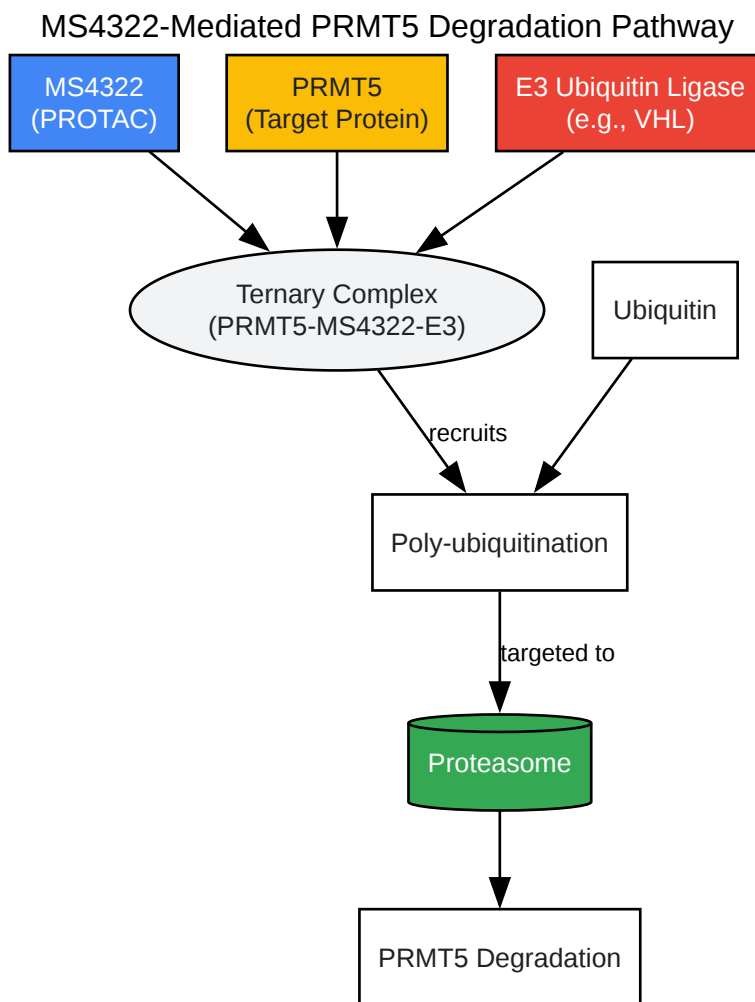 MS4322-Mediated PRMT5 Degradation Pathway
MS4322
(PROTAC)
PRMT5
(Target Protein)
E3 Ubiquitin Ligase
(e.g., VHL)
Ternary Complex
(PRMT5-MS4322-E3)
Ubiquitin
recruits
Poly-ubiquitination
targeted to
Proteasome
PRMT5 Degradation